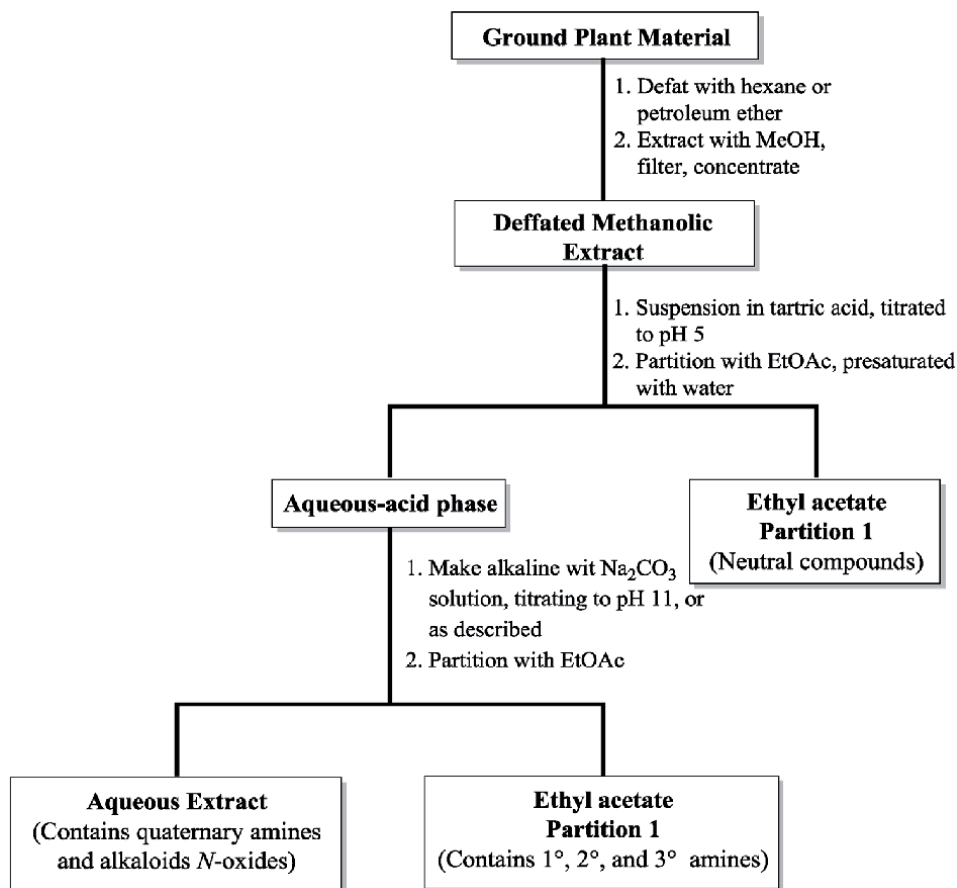 Ground Plant Material
1. Defat with hexane or
petroleum ether
2. Extract with MeOH,
filter, concentrate
Deffated Methanolic
Extract
1. Suspension in tartric acid, titrated
to pH 5
2. Partition with EtOAc, presaturated
with water
Aqueous-acid phase
Ethyl acetate
Partition 1
(Neutral compounds)
1. Make alkaline wit Na₂CO₃
solution, titrating to pH 11, or
as described
2. Partition with EtOAc
Aqueous Extract
(Contains quaternary amines
and alkaloids N-oxides)
Ethyl acetate
Partition 1
(Contains 1°, 2°, and 3° amines)